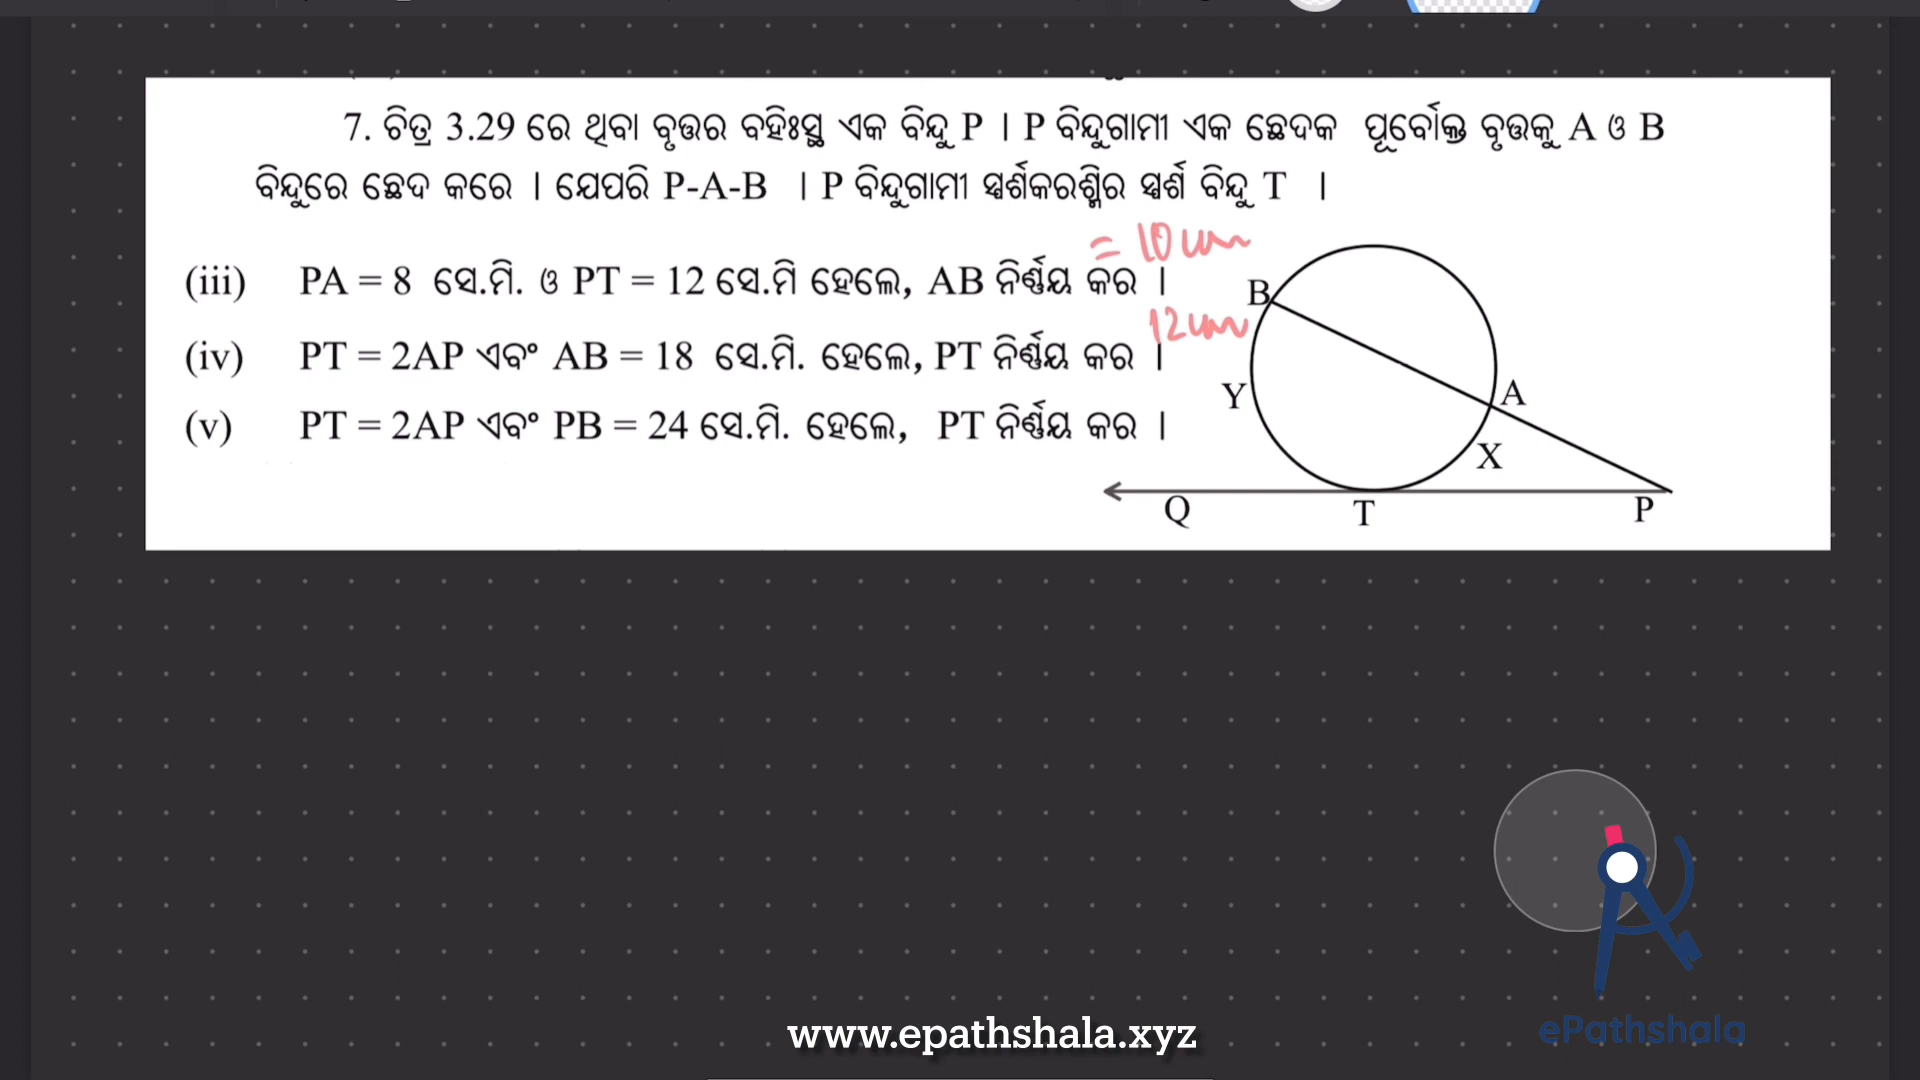 7. ଚିତ୍ର 3.29 ରେ ଥିବା ବୃତ୍ତର ବହିଃସ୍ଥ ଏକ ବିନ୍ଦୁ P । P ବିନ୍ଦୁଗାମୀ ଏକ ଛେଦକ ପୂର୍ବୋକ୍ତ ବୃତ୍ତକୁ A ଓ B
ବିନ୍ଦୁରେ ଛେଦ କରେ । ଯେପରି P-A-B । P ବିନ୍ଦୁଗାମୀ ସ୍ପର୍ଶକରଶ୍ମିର ସ୍ପର୍ଶ ବିନ୍ଦୁ T ।
= 10 cm
(iii) PA = 8 ସେ.ମି. ଓ PT = 12 ସେ.ମି ହେଲେ, AB ନିର୍ଣ୍ଣୟ କର ।
12 cm
(iv) PT = 2AP ଏବଂ AB = 18 ସେ.ମି. ହେଲେ, PT ନିର୍ଣ୍ଣୟ କର ।
(v) PT = 2AP ଏବଂ PB = 24 ସେ.ମି. ହେଲେ, PT ନିର୍ଣ୍ଣୟ କର ।
B
A
Y
X
Q
T
P
ePathshala
www.epathshala.xyz